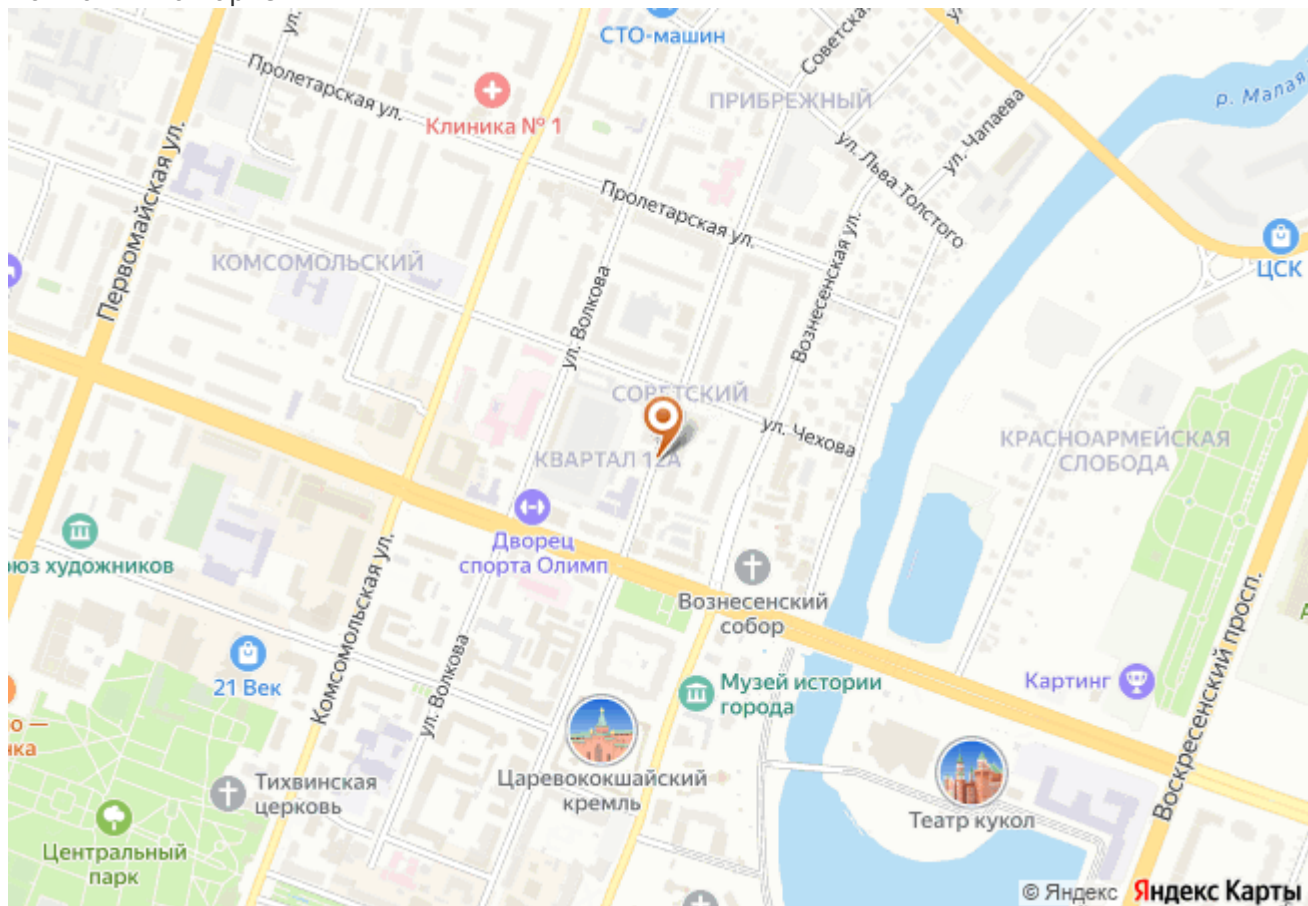 СТО-машин
Советская
Пролетарская ул.
Клиника № 1
ПРИБРЕЖНЫЙ
р. Малая
ул. Чапаева
ул. Льва Толстого
Первомайская ул.
Пролетарская ул.
КОМСОМОЛЬСКИЙ
Вознесенская ул.
ЦСК
ул. Волкова
СОВЕТСКИЙ
ул. Чехова
КВАРТАЛ 12А
КРАСНОАРМЕЙСКАЯ
СЛОБОДА
Дворец
спорта Олимп
юз художников
Вознесенский
собор
Комсомольская ул.
21 Век
ул. Волкова
Музей истории
города
Картинг
Воскресенский просп.
Царевококшайский
кремль
Тихвинская
церковь
Театр кукол
Центральный
парк
© Яндекс Яндекс Карты